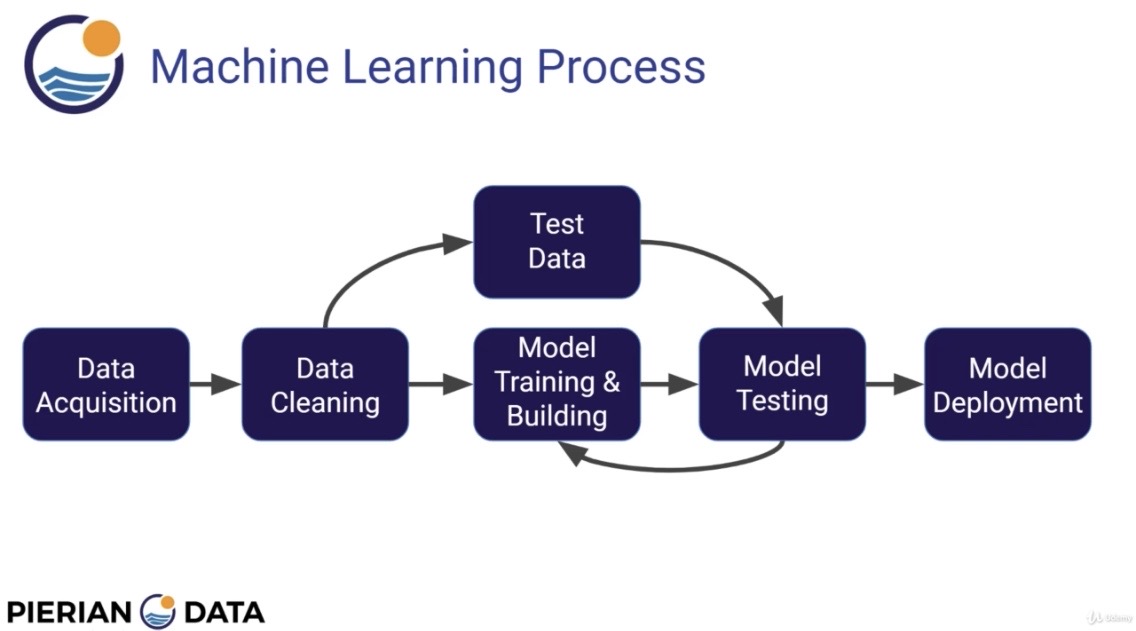 Machine Learning Process
Test
Data
Data
Acquisition
Data
Cleaning
Model
Training &
Building
Model
Testing
Model
Deployment
PIERIAN DATA
Udemy